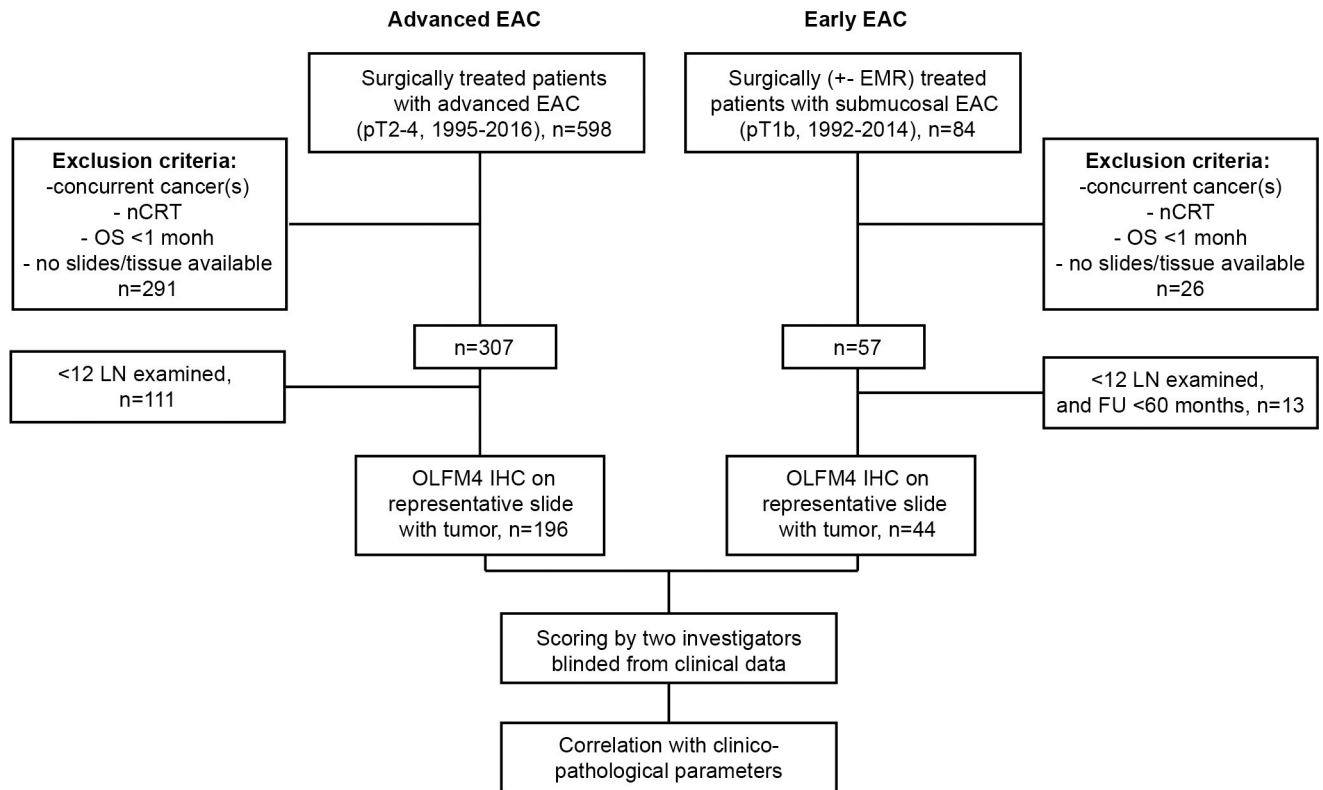 Advanced EAC
Early EAC
Surgically treated patients
with advanced EAC
(pT2-4, 1995-2016), n=598
Surgically (+- EMR) treated
patients with submucosal EAC
(pT1b, 1992-2014), n=84
Exclusion criteria:
-concurrent cancer(s)
- nCRT
- OS <1 monh
- no slides/tissue available
n=291
Exclusion criteria:
-concurrent cancer(s)
- nCRT
- OS <1 monh
- no slides/tissue available
n=26
n=307
n=57
<12 LN examined,
n=111
<12 LN examined,
and FU <60 months, n=13
OLFM4 IHC on
representative slide
with tumor, n=196
OLFM4 IHC on
representative slide
with tumor, n=44
Scoring by two investigators
blinded from clinical data
Correlation with clinico-
pathological parameters